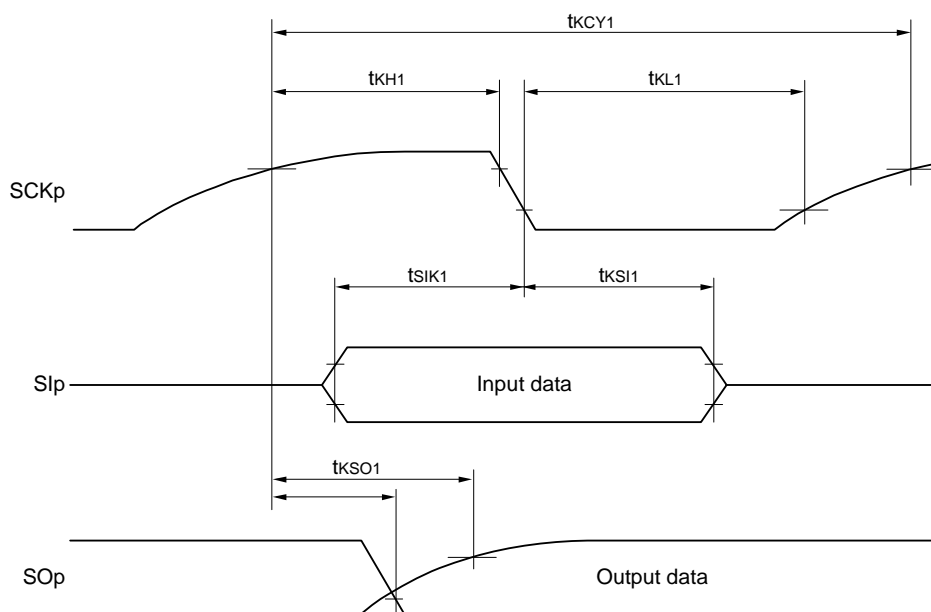 tKCY1
tKH1
tKL1
SCKp
tSIK1
tKSI1
SIp
Input data
tKSO1
SOp
Output data